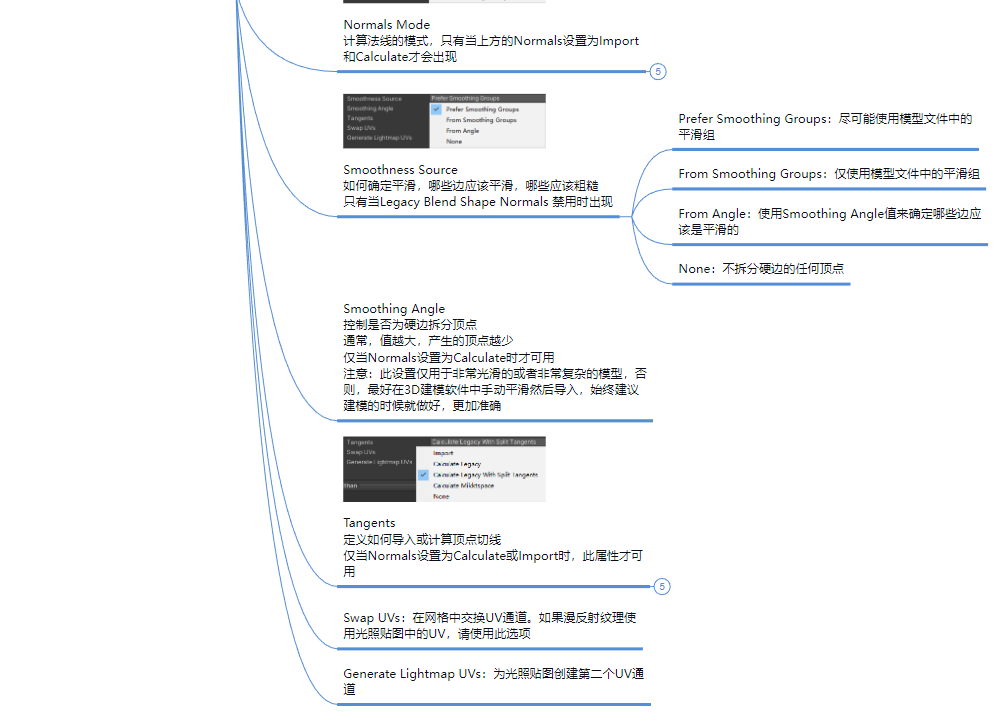 Normals Mode
计算法线的模式，只有当上方的Normals设置为Import
和Calculate才会出现
5
Smoothness Source
Smoothing Angle
Tangents
Swap UVs
Generate Lightmap UVs
Prefer Smoothing Groups
Prefer Smoothing Groups
From Smoothing Groups
From Angle
None
Smoothness Source
如何确定平滑，哪些边应该平滑，哪些应该粗糙
只有当Legacy Blend Shape Normals 禁用时出现
Prefer Smoothing Groups：尽可能使用模型文件中的
平滑组
From Smoothing Groups：仅使用模型文件中的平滑组
From Angle：使用Smoothing Angle值来确定哪些边应
该是平滑的
None：不拆分硬边的任何顶点
Smoothing Angle
控制是否为硬边拆分顶点
通常，值越大，产生的顶点越少
仅当Normals设置为Calculate时才可用
注意：此设置仅用于非常光滑的或者非常复杂的模型，否
则，最好在3D建模软件中手动平滑然后导入，始终建议
建模的时候就做好，更加准确
Tangents
Swap UVs
Generate Lightmap UVs
than
Calculate Legacy With Split Tangents
Import
Calculate Legacy
Calculate Legacy With Split Tangents
Calculate Mikktspace
None
Tangents
定义如何导入或计算顶点切线
仅当Normals设置为Calculate或Import时，此属性才可
用
5
Swap UVs：在网格中交换UV通道。如果漫反射纹理使
用光照贴图中的UV，请使用此选项
Generate Lightmap UVs：为光照贴图创建第二个UV通
道